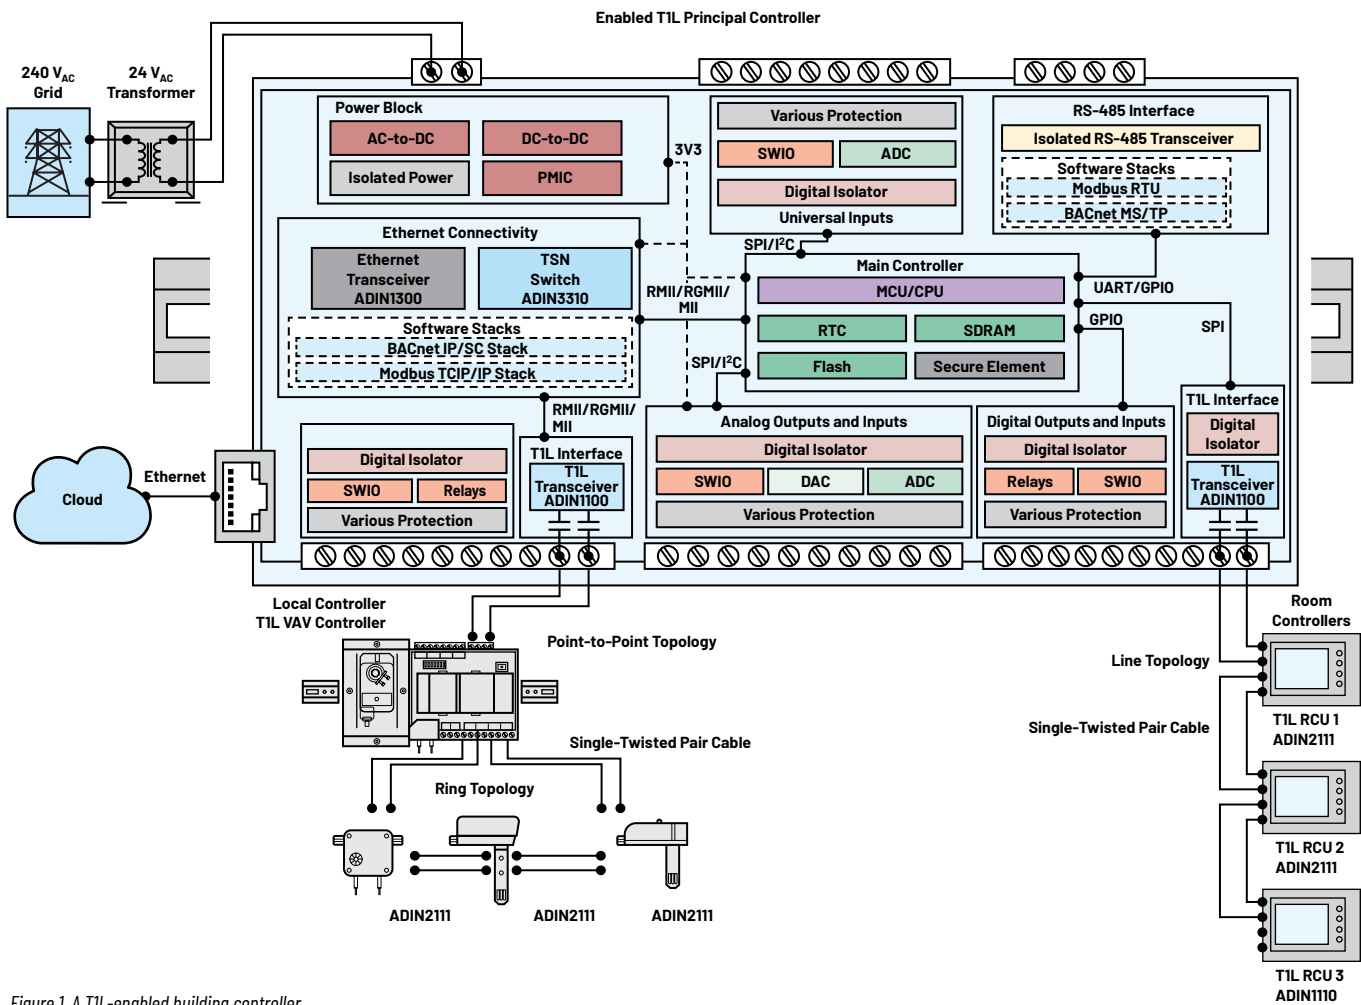 Enabled T1L Principal Controller
240 VAC
Grid
24 VAC
Transformer
Power Block
AC-to-DC
DC-to-DC
Isolated Power
PMIC
3V3
Various Protection
SWIO
ADC
Digital Isolator
Universal Inputs
RS-485 Interface
Isolated RS-485 Transceiver
Software Stacks
Modbus RTU
BACnet MS/TP
Ethernet Connectivity
Ethernet
Transceiver
ADIN1300
TSN
Switch
ADIN3310
Software Stacks
BACnet IP/SC Stack
Modbus TCIP/IP Stack
SPI/I²C
RMII/RGMII/
MII
SPI/I²C
Main Controller
MCU/CPU
RTC
SDRAM
Flash
Secure Element
UART/GPIO
GPIO
SPI
RMII/RGMII/
MII
Digital Isolator
SWIO
Relays
Various Protection
T1L Interface
T1L
Transceiver
ADIN1100
Analog Outputs and Inputs
Digital Isolator
SWIO
DAC
ADC
Various Protection
Digital Outputs and Inputs
Digital Isolator
Relays
SWIO
Various Protection
T1L Interface
Digital
Isolator
T1L
Transceiver
ADIN1100
Cloud
Ethernet
Local Controller
T1L VAV Controller
Point-to-Point Topology
Single-Twisted Pair Cable
Ring Topology
ADIN2111
ADIN2111
ADIN2111
Room
Controllers
Line Topology
Single-Twisted Pair Cable
T1L RCU 1
ADIN2111
T1L RCU 2
ADIN2111
T1L RCU 3
ADIN1110
Figure 1. A T1L-enabled building controller